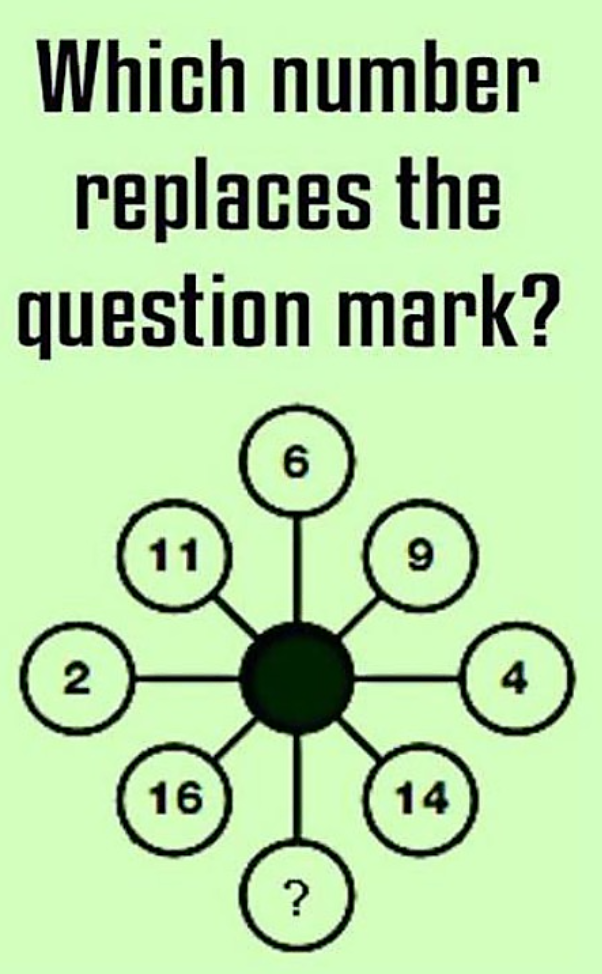 Which number
replaces the
question mark?
6
11
9
2
4
16
14
?